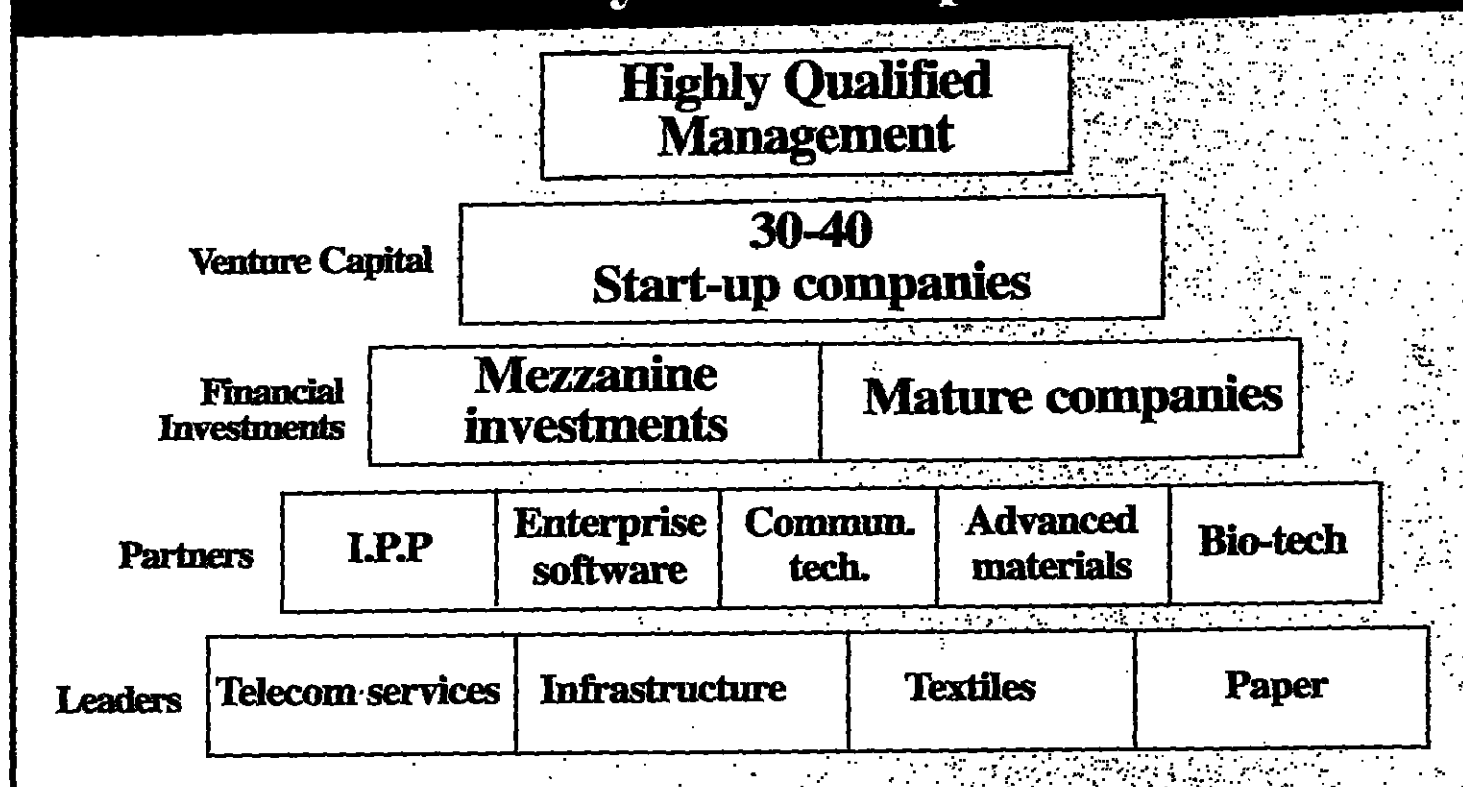 Highly Qualified
Management
30-40
Venture Capital
Start-up companies
Financial
Investments
Mezzanine
investments
Mature companies
Partners
I.P.P
Enterprise
software
Commun.
tech.
Advanced
materials
Bio-tech
Leaders
Telecom services
Infrastructure
Textiles
Paper